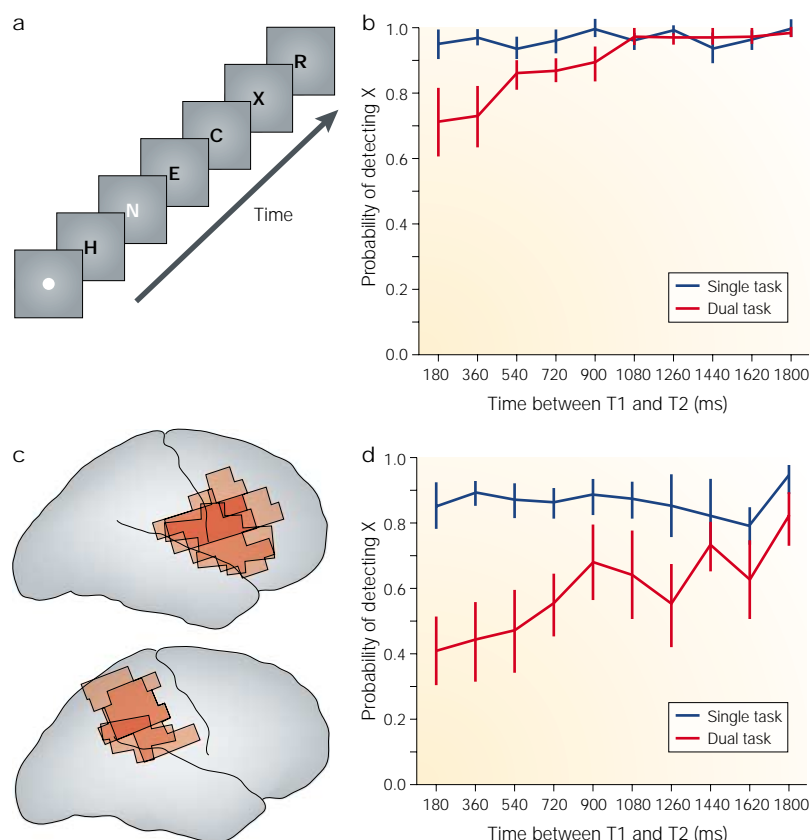 a
R
X
C
E
N
H
Time
b
Probability of detecting X
1.0
0.8
0.6
0.4
0.2
0.0
Single task
Dual task
180 360 540 720 900 1080 1260 1440 1620 1800
Time between T1 and T2 (ms)
c
d
Probability of detecting X
1.0
0.8
0.6
0.4
0.2
0.0
Single task
Dual task
180 360 540 720 900 1080 1260 1440 1620 1800
Time between T1 and T2 (ms)